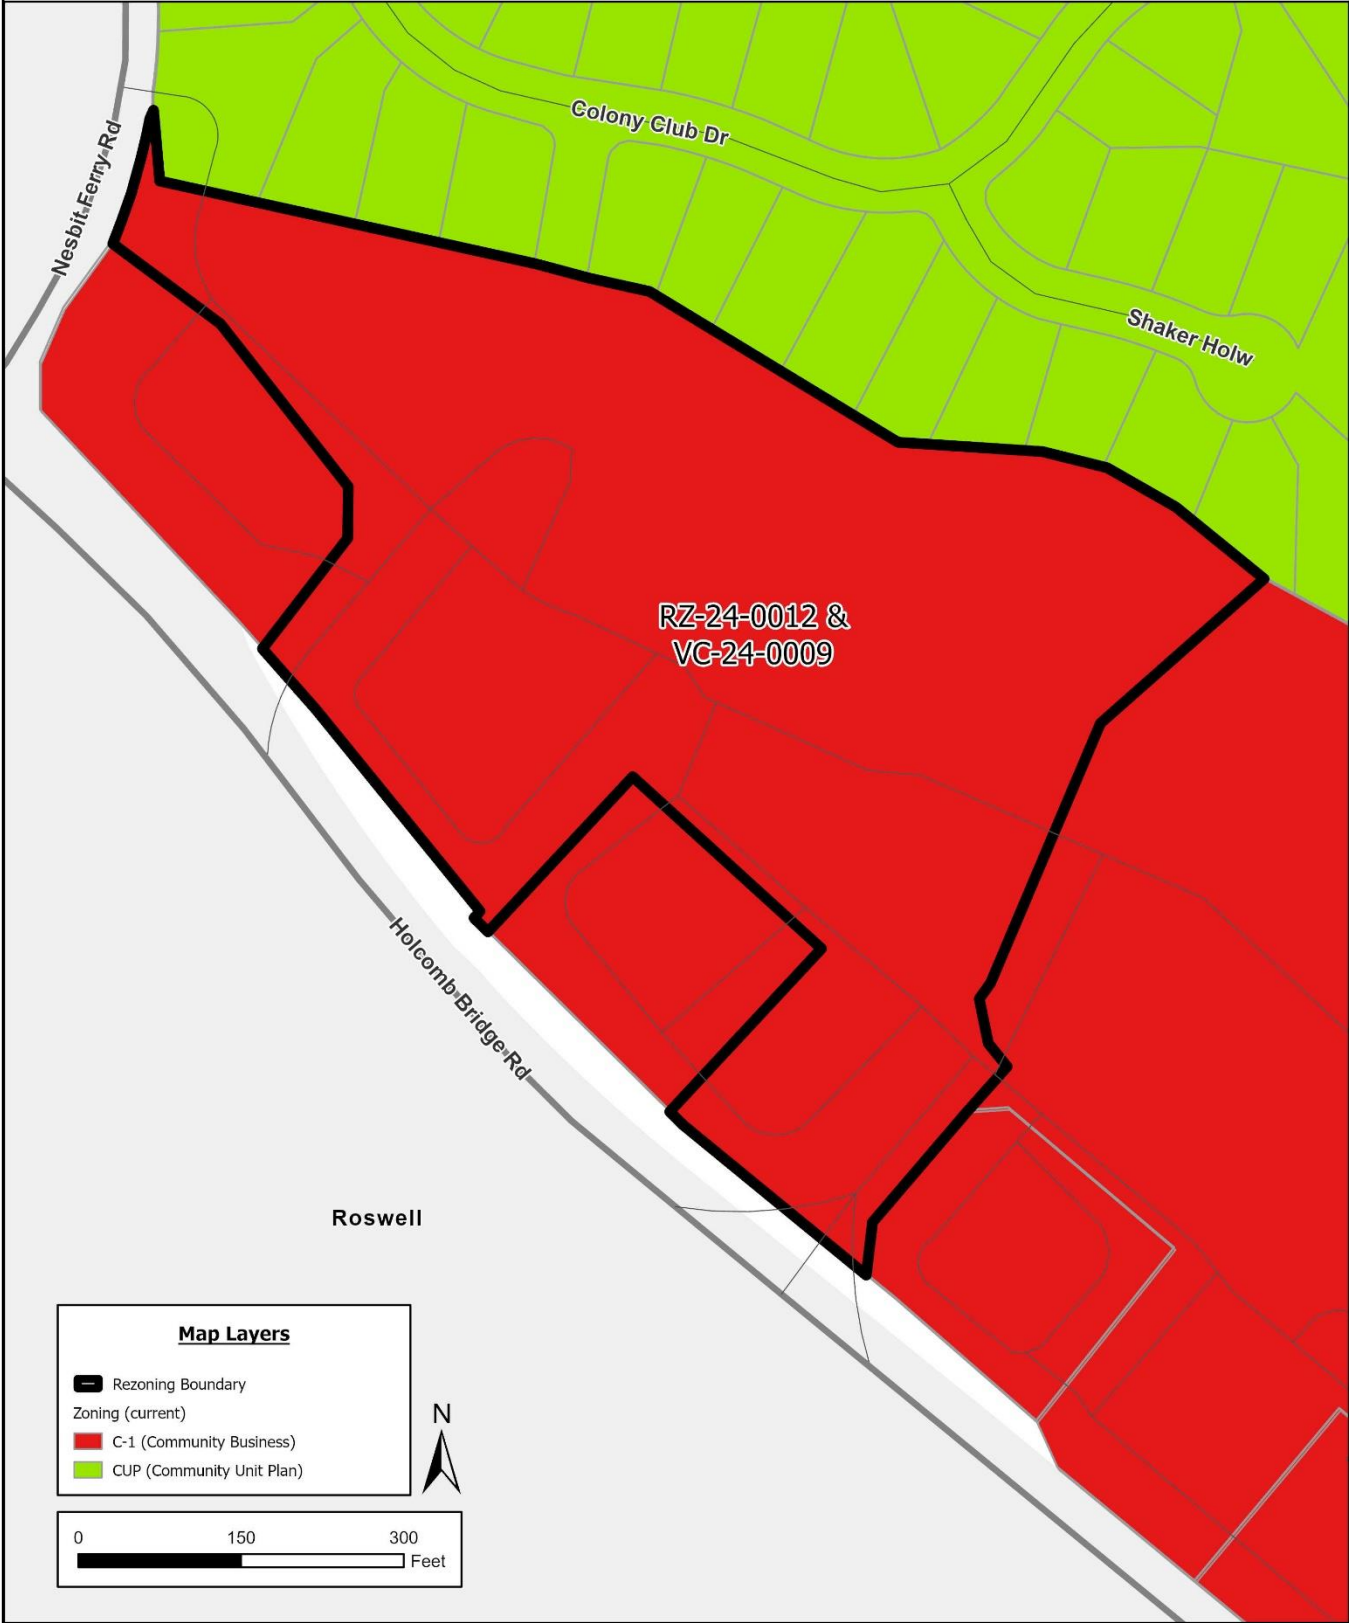 Colony Club Dr
Nesbit Ferry Rd
Shaker Holw
RZ-24-0012 &
VC-24-0009
Holcomb Bridge Rd
Roswell
Map Layers
Rezoning Boundary
Zoning (current)
C-1 (Community Business)
CUP (Community Unit Plan)
N
0 150 300
Feet